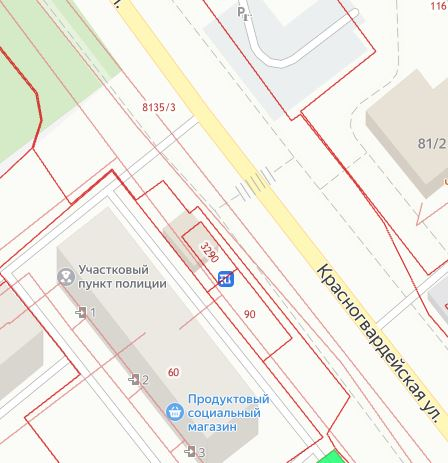 ул.
P
116
8135/3
81/2
3290
Участковый
пункт полиции
1
90
Красногвардейская ул.
60
2
Продуктовый
социальный
магазин
3